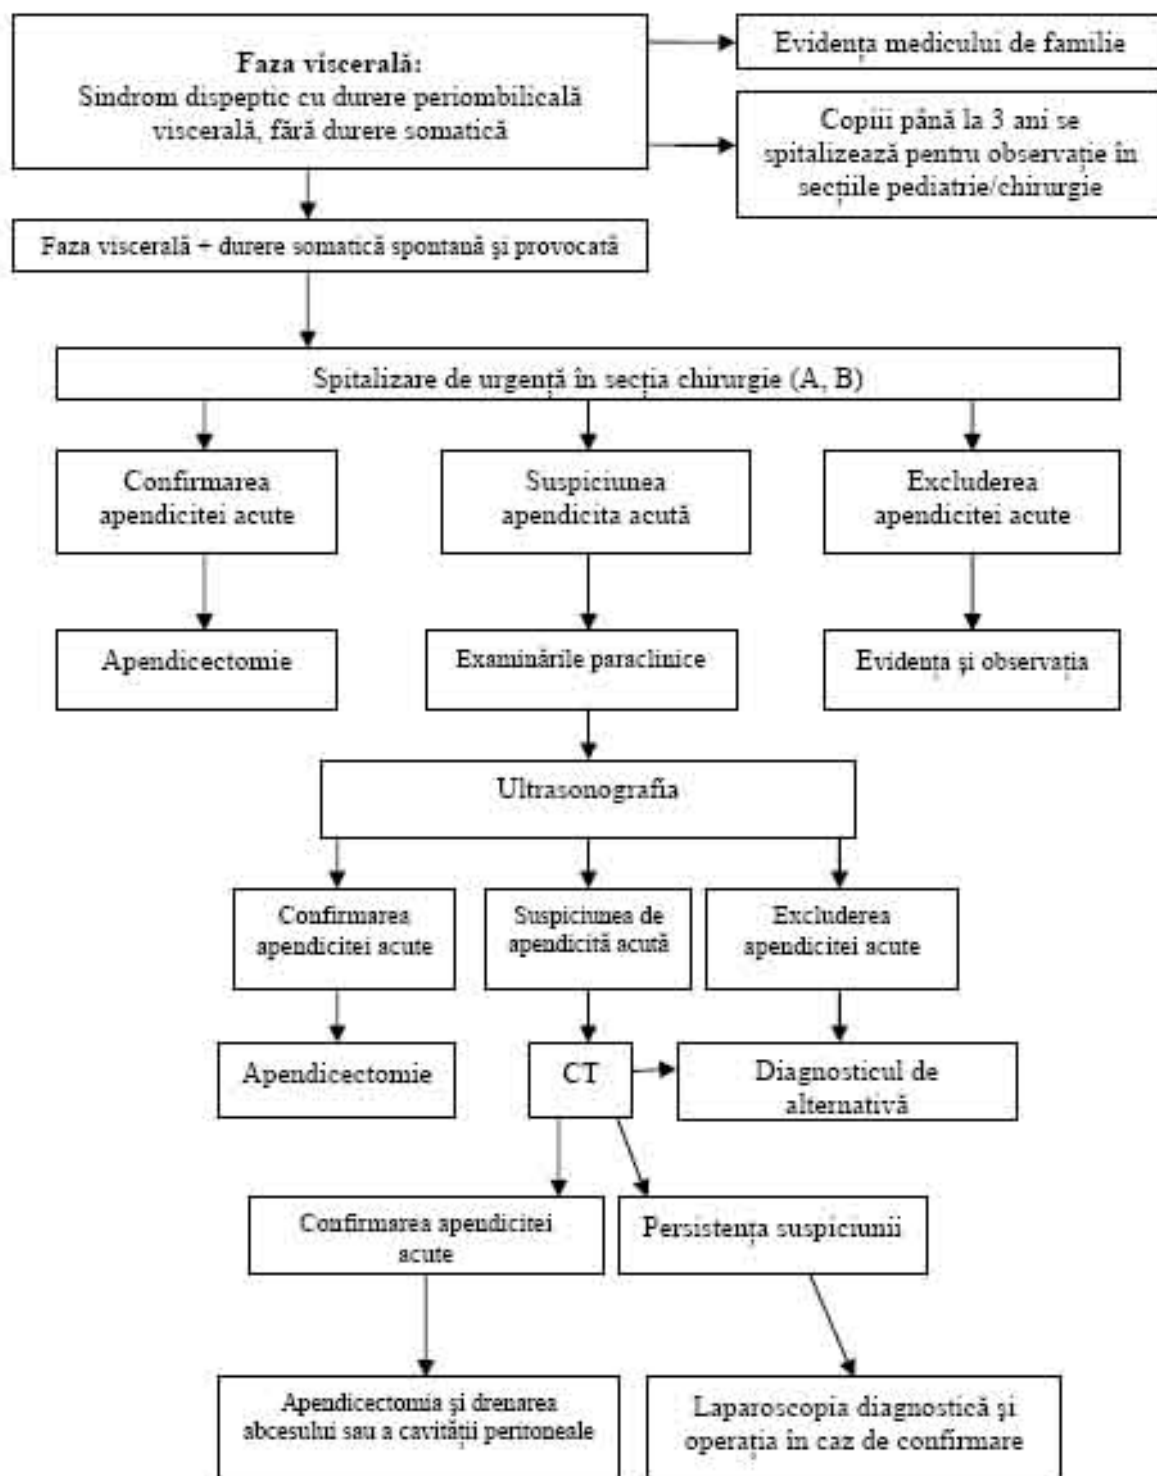 Faza viscerală:
Sindrom dispeptic cu durere periombilicală
viscerală, fără durere somatică
Evidența medicului de familie
Copiii până la 3 ani se
spitalizează pentru observație în
secțiile pediatrie/chirurgie
Faza viscerală + durere somatică spontană și provocată
Spitalizare de urgență în secția chirurgie (A, B)
Confirmarea
apendicitei acute
Suspiciunea
apendicita acută
Excluderea
apendicitei acute
Apendicectomie
Examinările paraclinice
Evidența și observația
Ultrasonografia
Confirmarea
apendicitei acute
Suspiciunea de
apendicită acută
Excluderea
apendicitei acute
Apendicectomie
CT
Diagnosticul de
alternativă
Confirmarea apendicitei
acute
Persistența suspiciunii
Apendicectomia și drenarea
abcesului sau a cavității peritoneale
Laparoscopia diagnostică și
operația în caz de confirmare